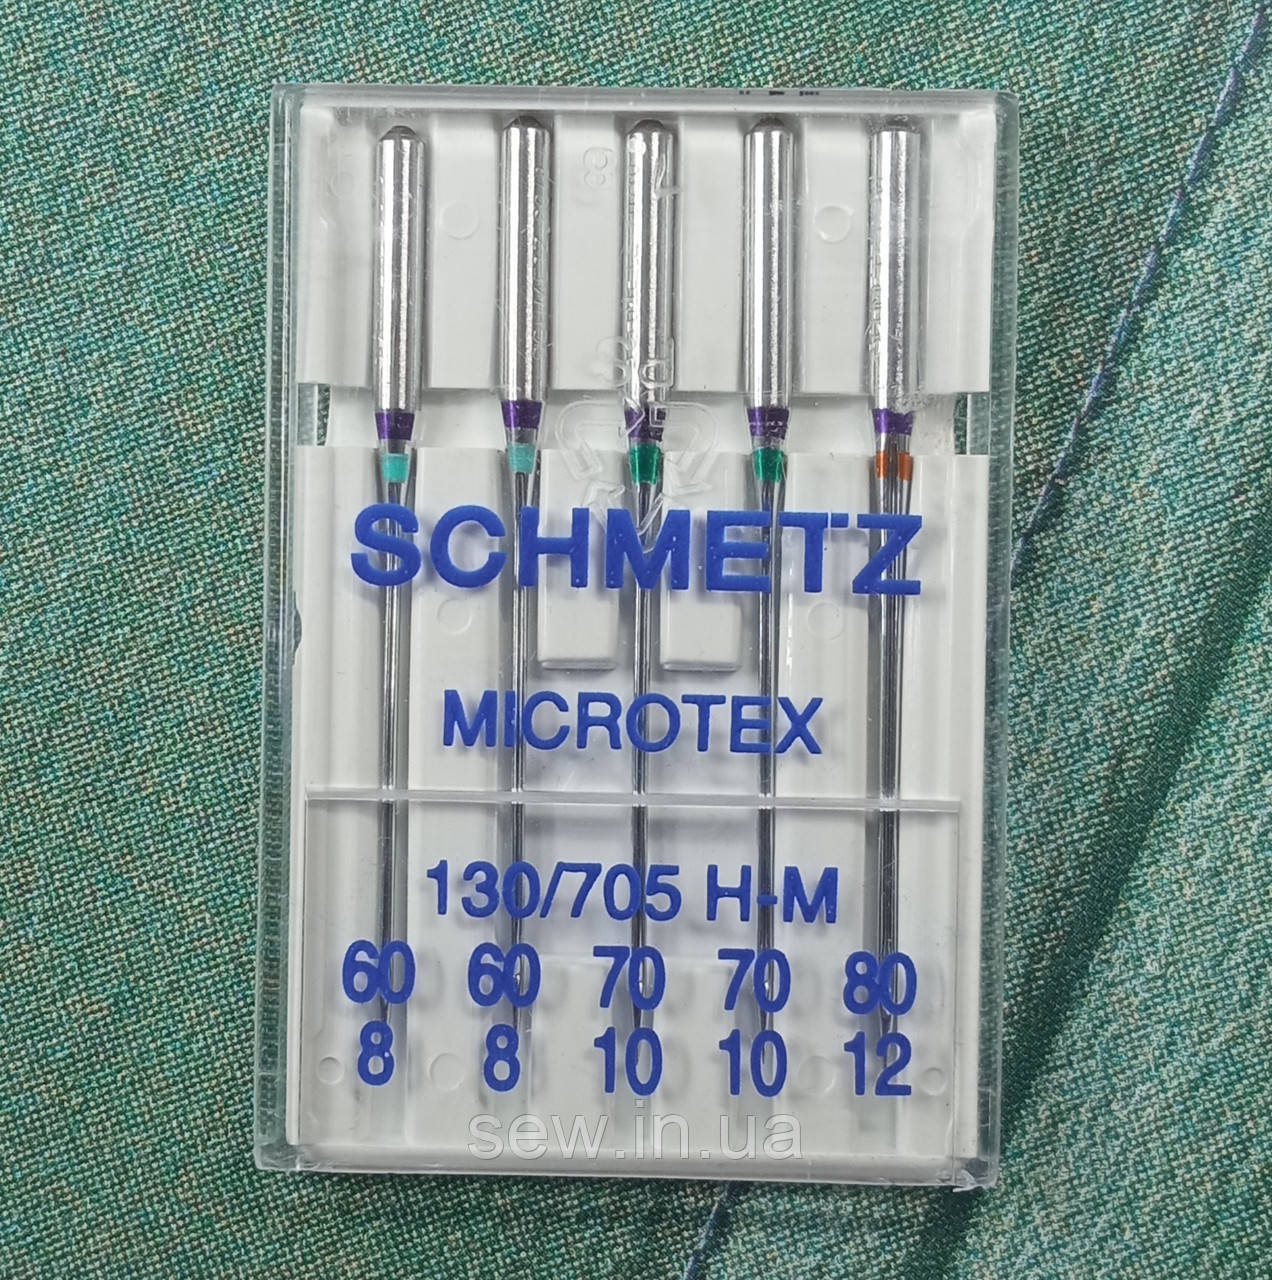 SCHMETZ
MICROTEX
130/705 H-M
60 60 70 70 80
8 8 10 10 12
sew.in.ua